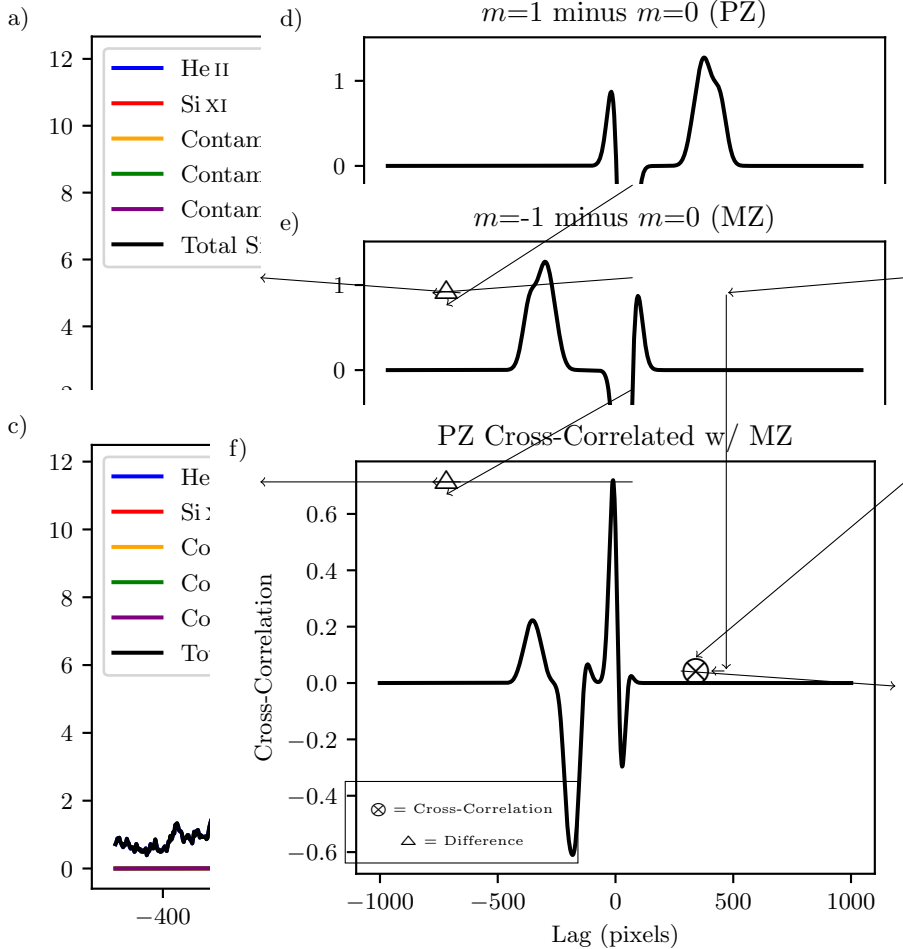 a)
12
10
8
6
4
He II
Si XI
Contam
Contam
Contam
Total Si
d)
m=1 minus m=0 (PZ)
1
0
e)
m=-1 minus m=0 (MZ)
1
0
c)
12
10
8
6
4
2
0
−400
He
Si
Co
Co
Co
f)
PZ Cross-Correlated w/ MZ
Cross-Correlation
0.6
0.4
0.2
0.0
−0.2
−0.4
−0.6
⊗ = Cross-Correlation
△ = Difference
−1000
−500
0
500
1000
Lag (pixels)